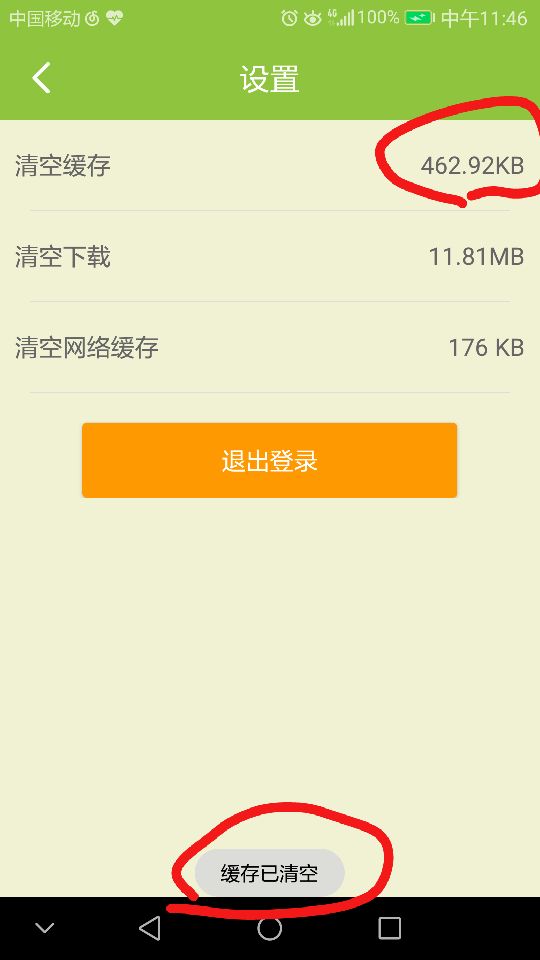 中国移动 4G 100% 中午11:46
设置
清空缓存 462.92KB
清空下载 11.81MB
清空网络缓存 176 KB
退出登录
缓存已清空